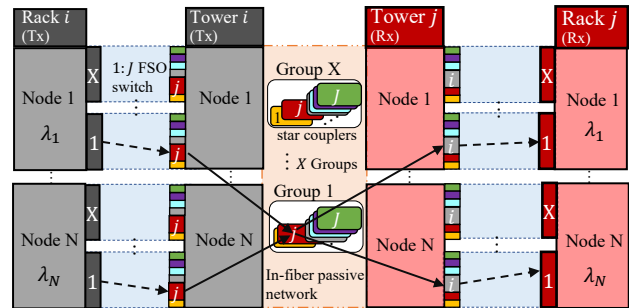 Rack i
(Tx)
Tower i
(Tx)
Tower j
(Rx)
Rack j
(Rx)
Node 1
λ1
X
1
1:J FSO
switch
j
j
Node 1
Group X
1
j
J
star couplers
⋮ X Groups
Node 1
i
i
X
1
Node 1
λ1
Node N
λN
X
1
j
j
Node N
Group 1
j
J
In-fiber passive
network
Node N
i
i
X
1
Node N
λN